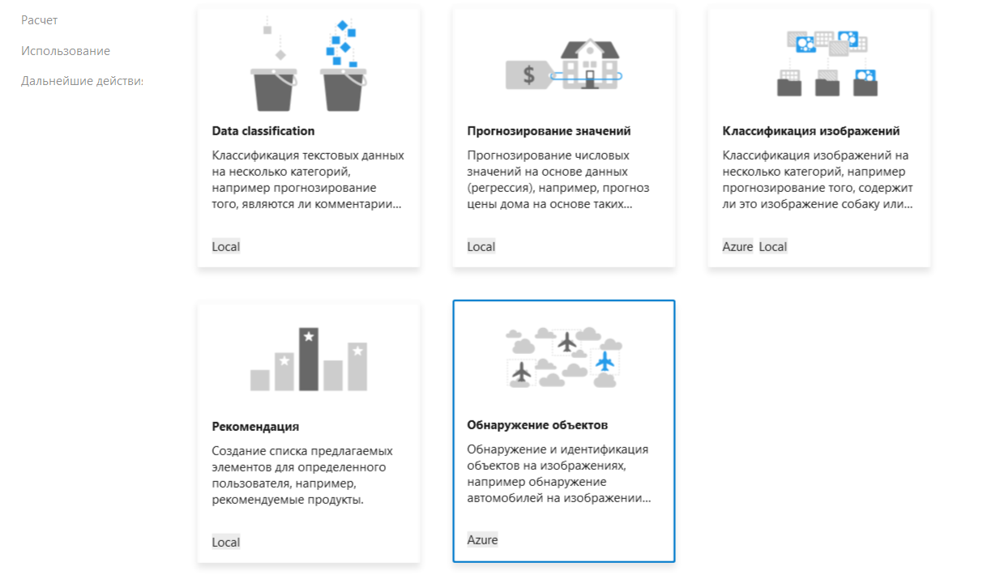 Расчет
Использование
Дальнейшие действи
$
Data classification
Классификация текстовых данных
на несколько категорий,
например прогнозирование
того, являются ли комментарии...
Local
Прогнозирование значений
Прогнозирование числовых
значений на основе данных
(регрессия), например, прогноз
цены дома на основе таких...
Local
Классификация изображений
Классификация изображений на
несколько категорий, например
прогнозирование того, содержит
ли это изображение собаку или...
Azure Local
Рекомендация
Создание списка предлагаемых
элементов для определенного
пользователя, например,
рекомендуемые продукты.
Local
Обнаружение объектов
Обнаружение и идентификация
объектов на изображениях,
например обнаружение
автомобилей на изображении...
Azure